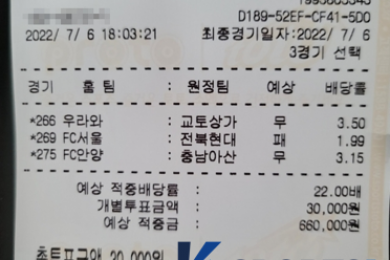 D189-52EF-CF41-5D0
2022/ 7/ 6 18:03:21 최종경기일자:2022/ 7/ 6
3경기 선택
경기 홈 팀 : 원정팀 예상 배당률
*266 우라와 : 교토상가 무 3.50
*269 FC서울 : 전북현대 패 1.99
*275 FC안양 : 충남아산 무 3.15
예상 적중배당률 : 22.00배
개별투표금액 : 30,000원
예상 적중금 : 660,000원